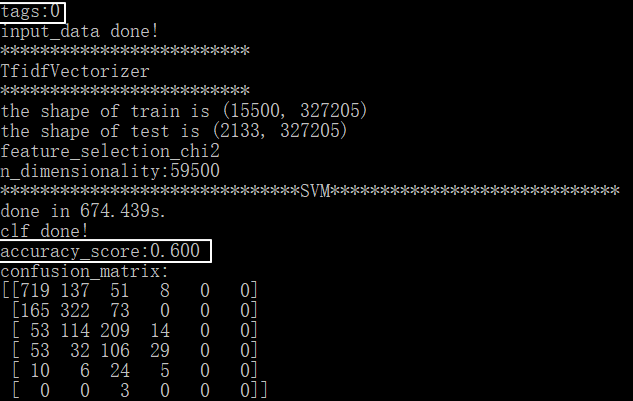 tags:0
input_data done!
*************************
TfidfVectorizer
*************************
the shape of train is (15500, 327205)
the shape of test is (2133, 327205)
feature_selection_chi2
n_dimensionality:59500
******************************SVM*****************************
done in 674.439s.
clf done!
accuracy_score:0.600
confusion_matrix:
[[719 137  51   8   0   0]
 [165 322  73   0   0   0]
 [ 53 114 209  14   0   0]
 [ 53  32 106  29   0   0]
 [ 10   6  24   5   0   0]
 [  0   0   3   0   0   0]]